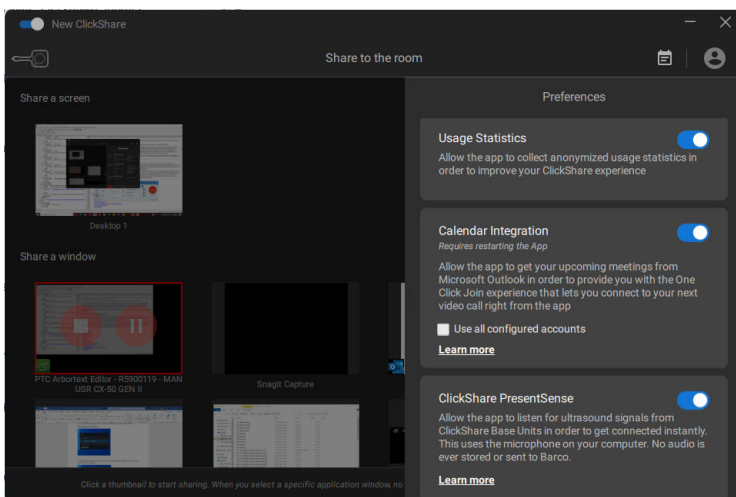 New ClickShare
Share to the room
Share a screen
Desktop 1
Share a window
PTC Arbortext Editor - R5900119 - MAN
USR CX-50 GEN II
Snagit Capture
Click a thumbnail to start sharing. When you select a specific application window, no
Preferences
Usage Statistics
Allow the app to collect anonymized usage statistics in
order to improve your ClickShare experience
Calendar Integration
Requires restarting the App
Allow the app to get your upcoming meetings from
Microsoft Outlook in order to provide you with the One
Click Join experience that lets you connect to your next
video call right from the app
Use all configured accounts
Learn more
ClickShare PresentSense
Allow the app to listen for ultrasound signals from
ClickShare Base Units in order to get connected instantly.
This uses the microphone on your computer. No audio is
ever stored or sent to Barco.
Learn more